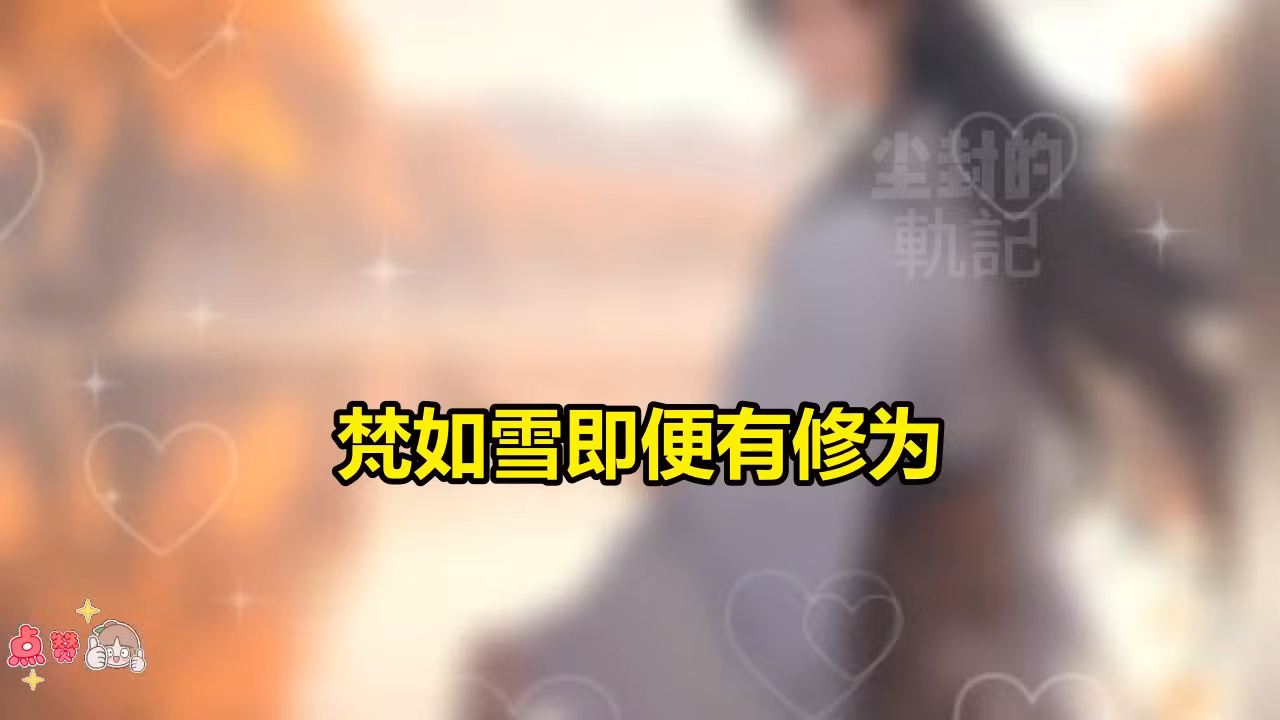 尘封的
軌記
梵如雪即便有修为
点赞